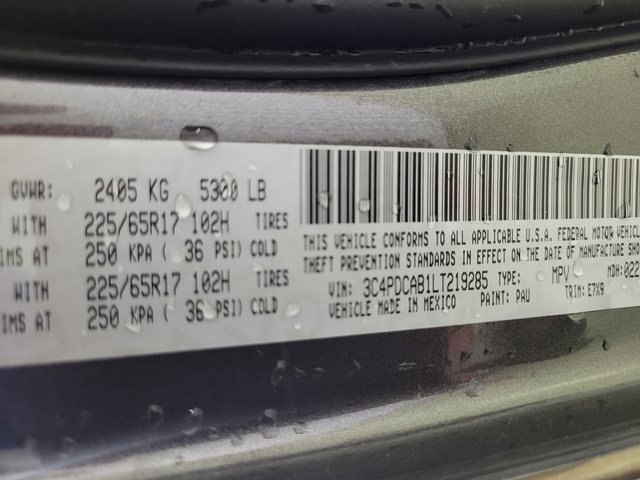 GVWR: 2405 KG 5300 LB
WITH 225/65R17 102H TIRES
IMS AT 250 KPA ( 36 PSI) COLD
WITH 225/65R17 102H TIRES
IMS AT 250 KPA ( 36 PSI) COLD
THIS VEHICLE CONFORMS TO ALL APPLICABLE U.S.A. FEDERAL MOTOR VEHICL
THEFT PREVENTION STANDARDS IN EFFECT ON THE DATE OF MANUFACTURE SHOW
VIN: 3C4PDCAB1LT219285 TYPE: MPV MDH: 022
VEHICLE MADE IN MEXICO PAINT: PAU TRIM: E7X9